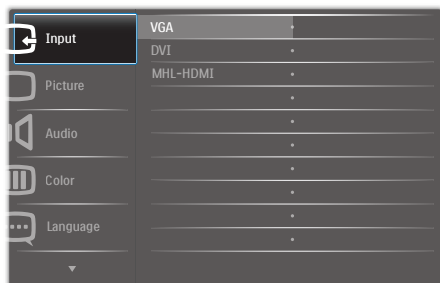 Input
VGA
DVI
MHL-HDMI
Picture
Audio
Color
Language